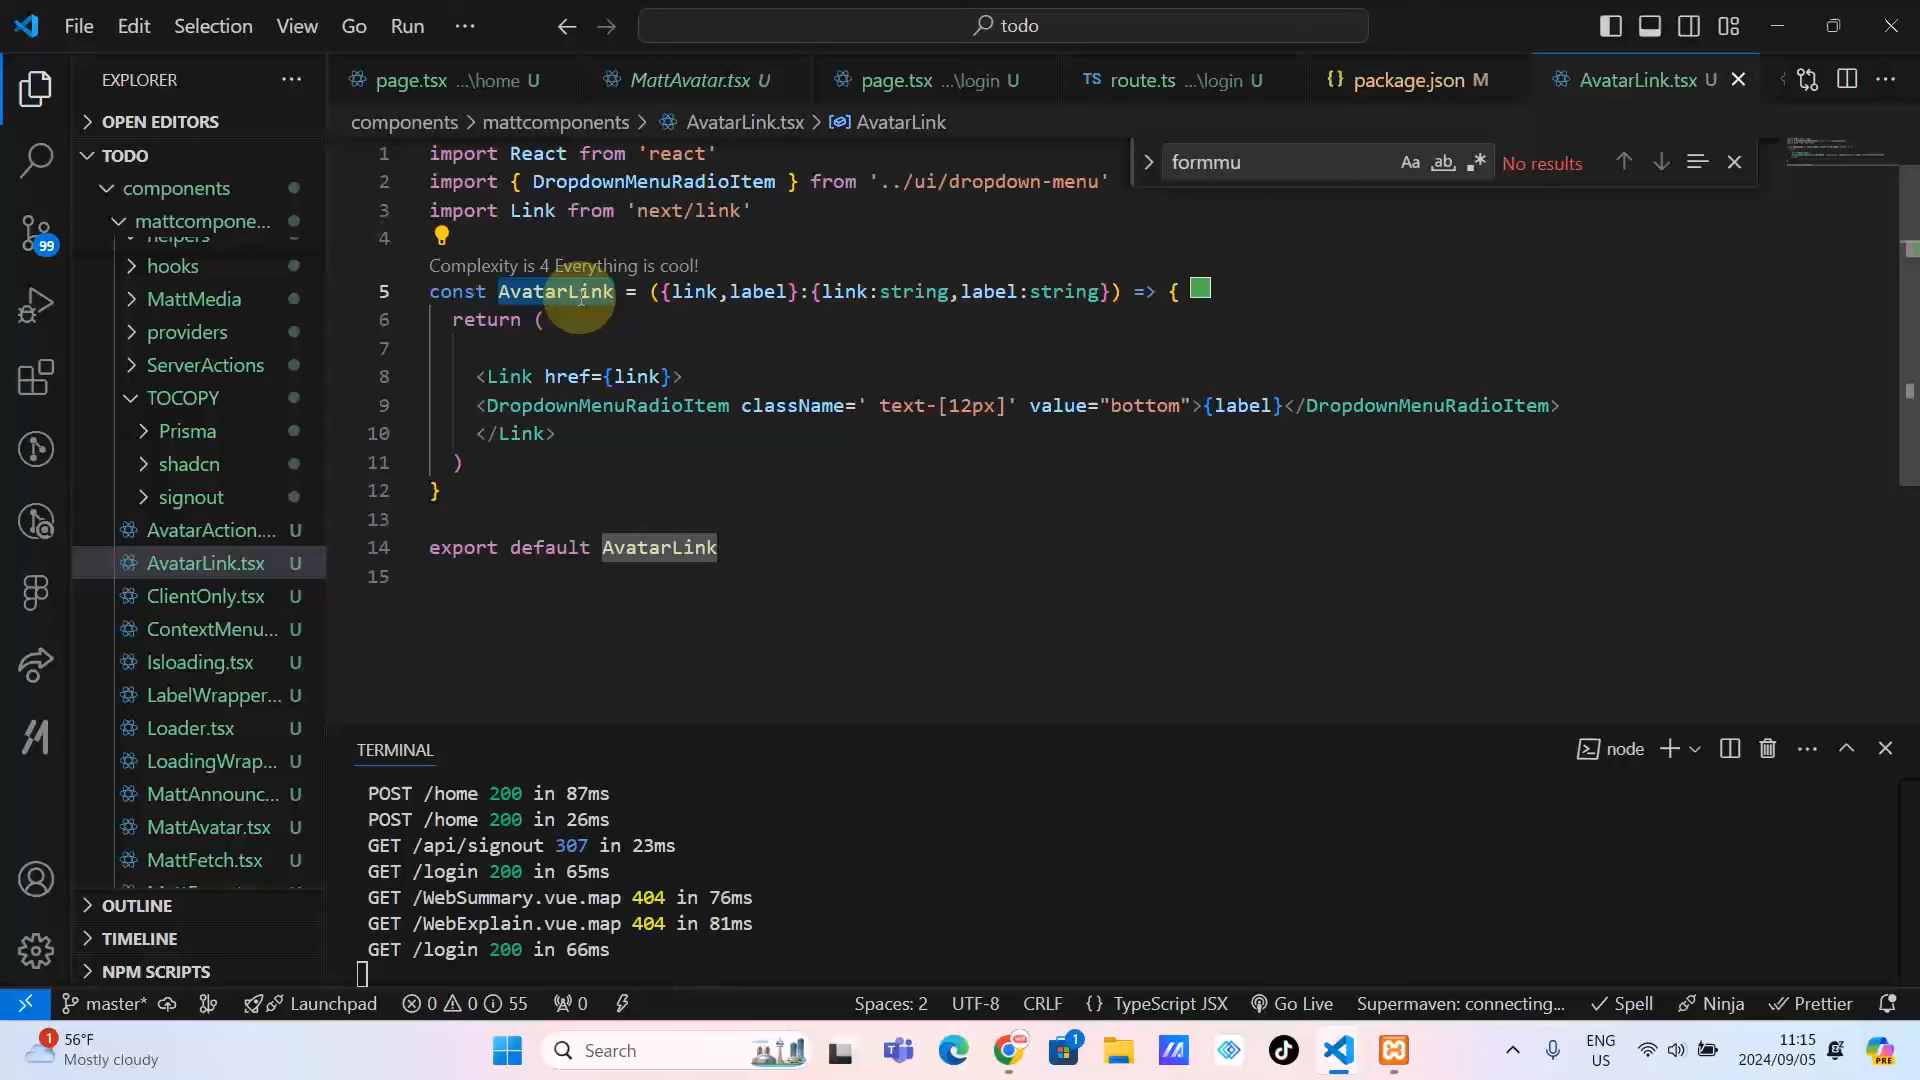 File Edit Selection View Go Run
todo
EXPLORER
page.tsx ...\home U
MattAvatar.tsx U
page.tsx ...\login U
TS route.ts ...\login U
{} package.json M
AvatarLink.tsx U
OPEN EDITORS
components > mattcomponents > AvatarLink.tsx > AvatarLink
TODO
components
mattcompone...
helpers
hooks
MattMedia
providers
ServerActions
TOCOPY
Prisma
shadcn
signout
AvatarAction.... U
AvatarLink.tsx U
ClientOnly.tsx U
ContextMenu... U
Isloading.tsx U
LabelWrapper... U
Loader.tsx U
LoadingWrap... U
MattAnnounc... U
MattAvatar.tsx U
MattFetch.tsx U
OUTLINE
TIMELINE
NPM SCRIPTS
99
formmu
Aa ab No results
1 import React from 'react'
2 import { DropdownMenuRadioItem } from '../ui/dropdown-menu'
3 import Link from 'next/link'
4
Complexity is 4 Everything is cool!
5 const AvatarLink = ({link,label}:{link:string,label:string}) => {
6 return (
7
8 <Link href={link}>
9 <DropdownMenuRadioItem className=' text-[12px]' value="bottom">{label}</DropdownMenuRadioItem>
10 </Link>
11 )
12 }
13
14 export default AvatarLink
15
TERMINAL
node
POST /home 200 in 87ms
POST /home 200 in 26ms
GET /api/signout 307 in 23ms
GET /login 200 in 65ms
GET /WebSummary.vue.map 404 in 76ms
GET /WebExplain.vue.map 404 in 81ms
GET /login 200 in 66ms
master* Launchpad 0 0 55 0
Spaces: 2 UTF-8 CRLF {} TypeScript JSX Go Live Supermaven: connecting... Spell Ninja Prettier
1
56°F
Mostly cloudy
Search
1
PRE
ENG
US
11:15
2024/09/05